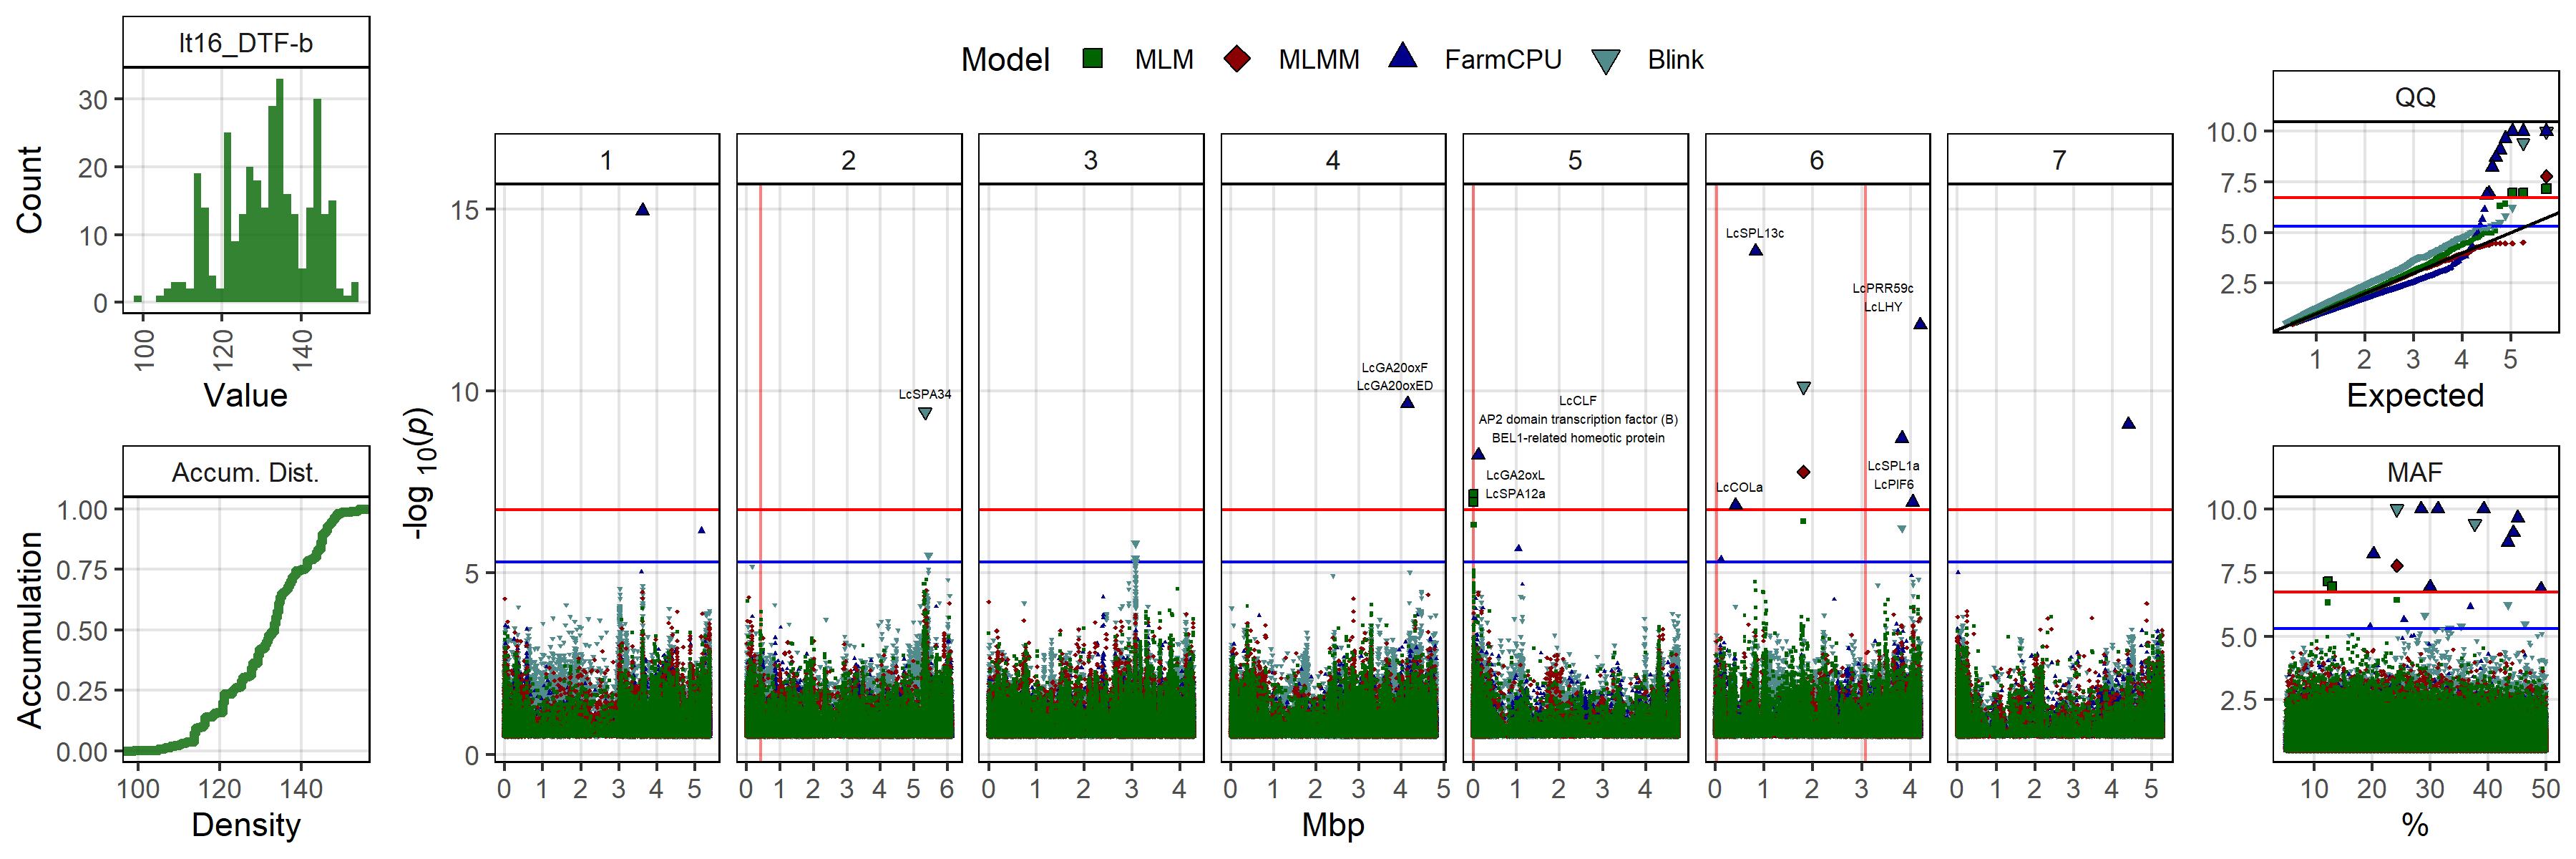 lt16_DTF-b
Count
30
20
10
0
100
120
140
Value
Accum. Dist.
Accumulation
1.00
0.75
0.50
0.25
0.00
100 120 140
Density
Model MLM MLMM FarmCPU Blink
-log 10(p)
15
10
5
0
1 2 3 4 5 6 7
LcSPA34
LcGA20oxF
LcGA20oxED
LcCLF
AP2 domain transcription factor (B)
BEL1-related homeotic protein
LcGA2oxL
LcSPA12a
LcSPL13c
LcPRR59c
LcLHY
LcCOLa
LcSPL1a
LcPIF6
0 1 2 3 4 5
0 1 2 3 4 5 6
0 1 2 3 4
0 1 2 3 4 5
0 1 2 3 4
0 1 2 3 4
0 1 2 3 4 5
Mbp
QQ
10.0
7.5
5.0
2.5
1 2 3 4 5
Expected
MAF
10.0
7.5
5.0
2.5
10 20 30 40 50
%